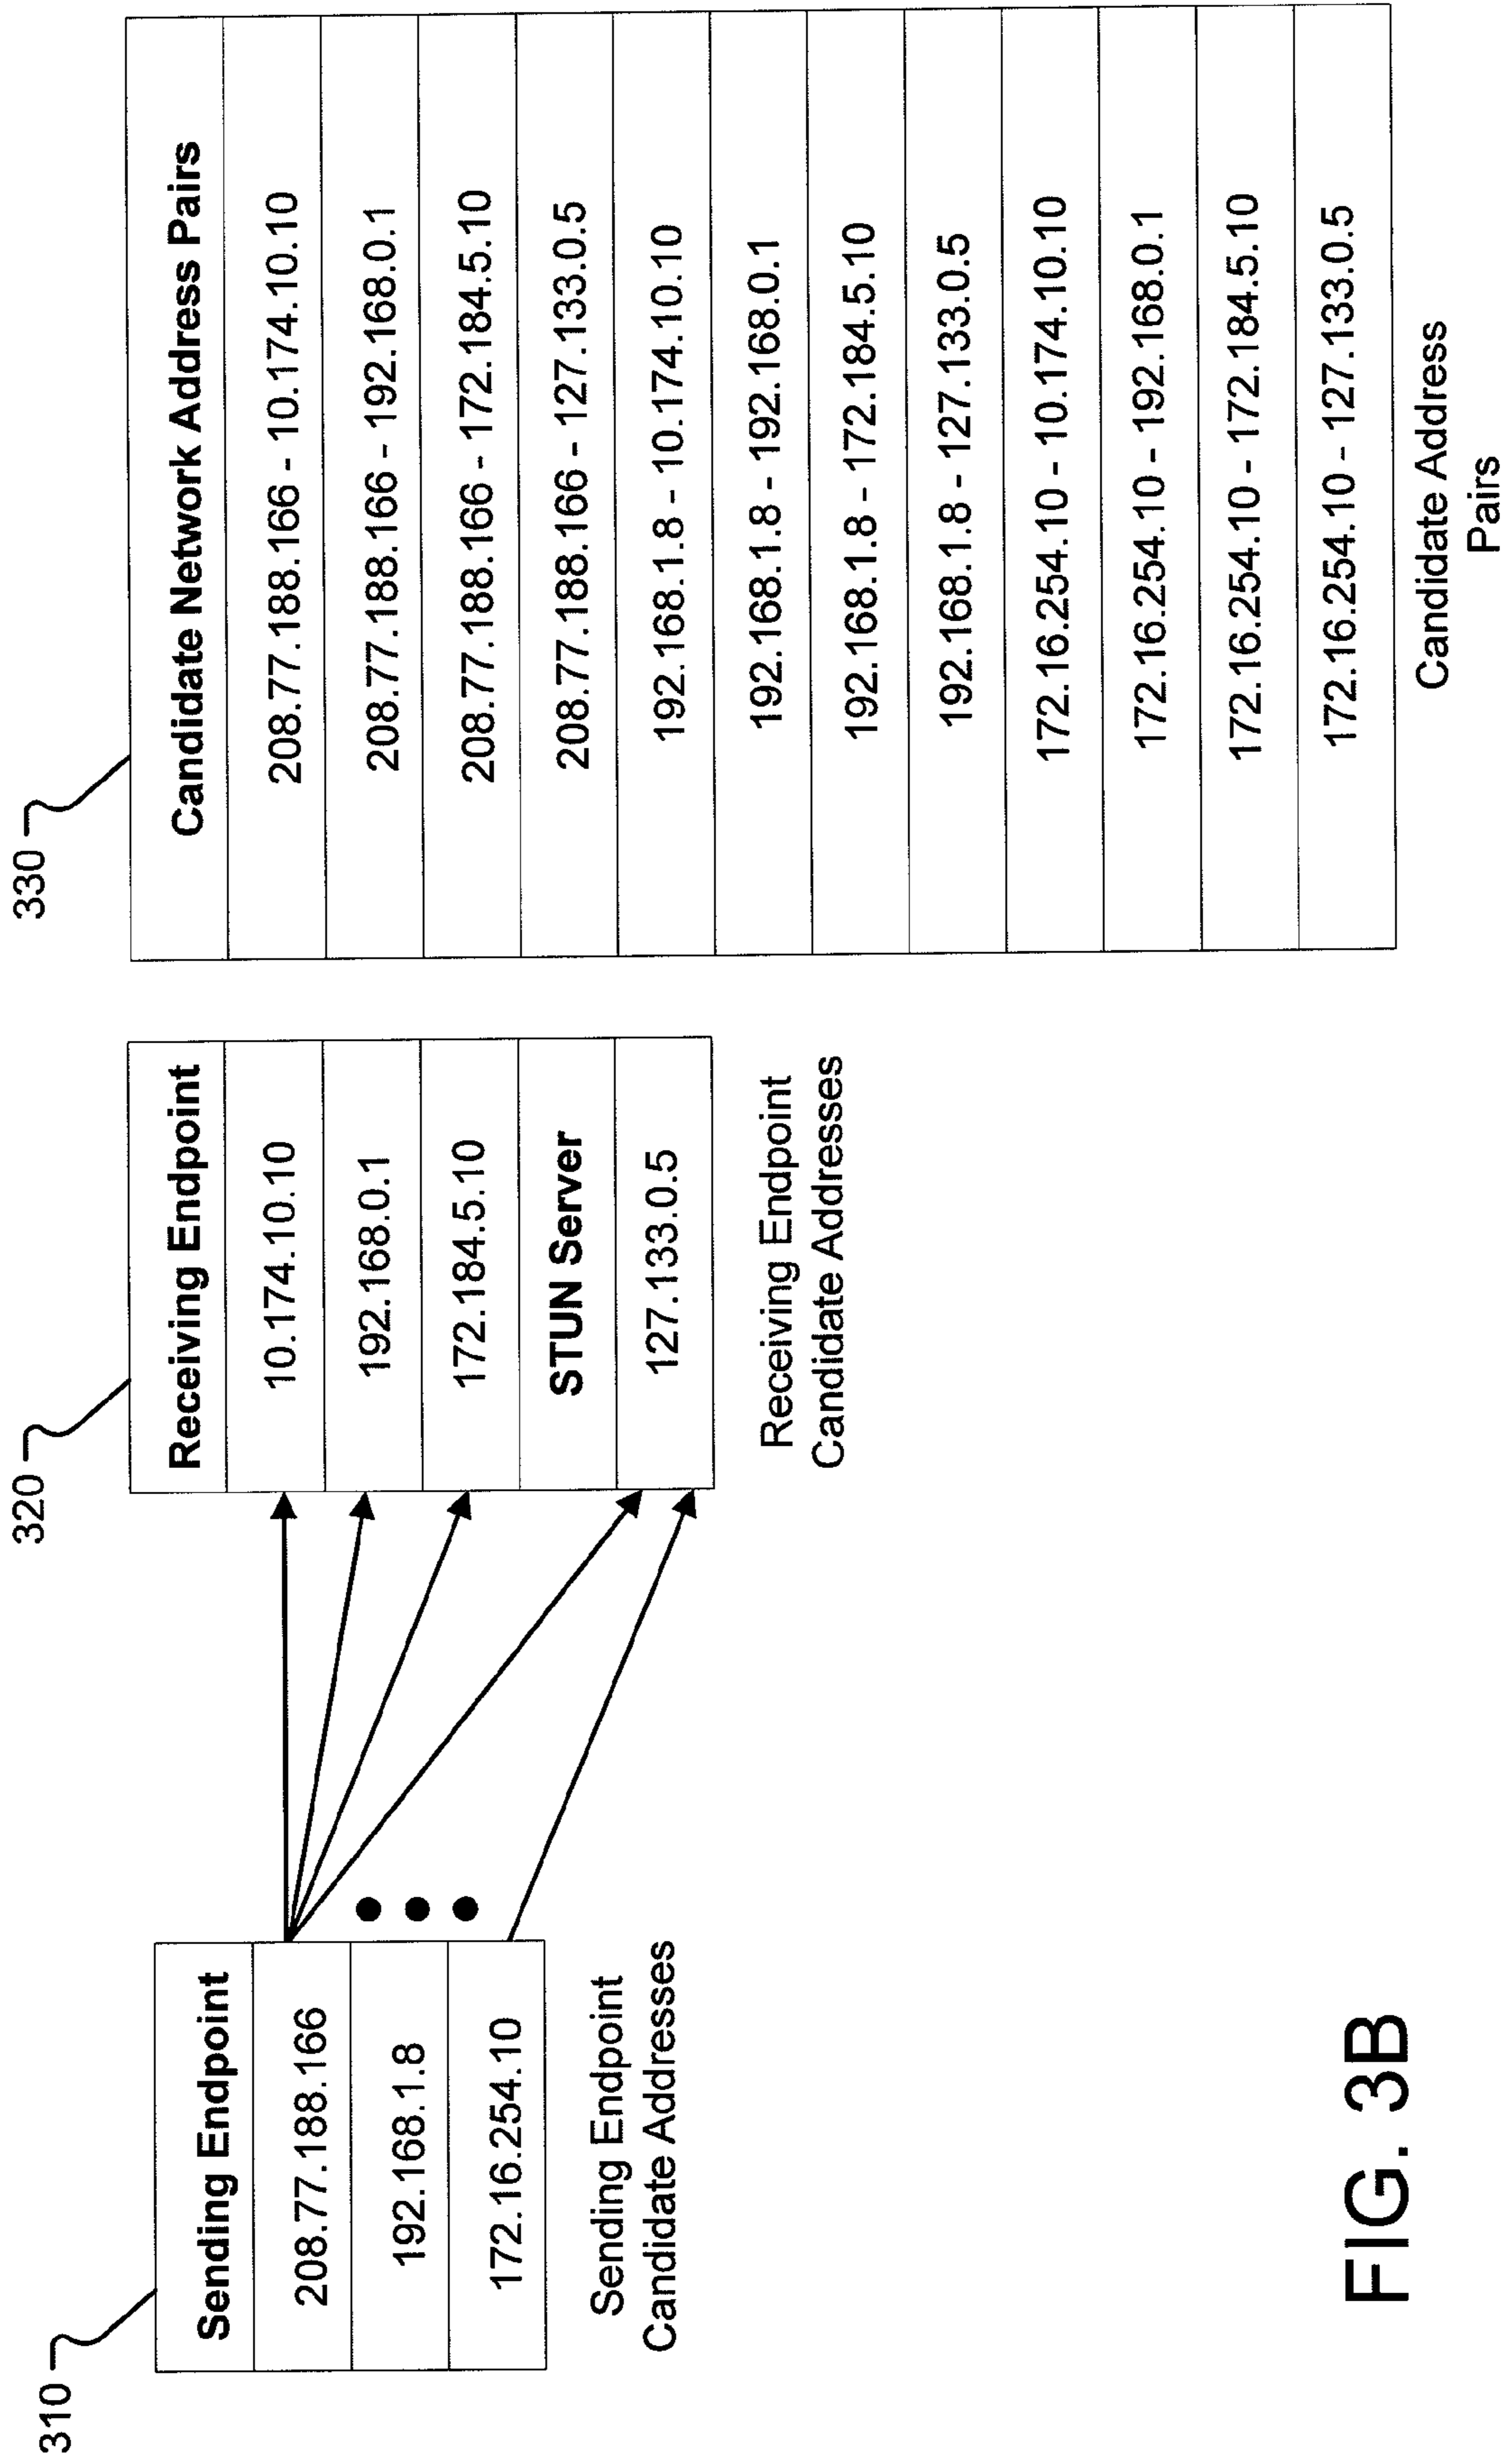 310
Sending Endpoint
208.77.188.166
192.168.1.8
172.16.254.10
Sending Endpoint
Candidate Addresses
320
Receiving Endpoint
10.174.10.10
192.168.0.1
172.184.5.10
STUN Server
127.133.0.5
Receiving Endpoint
Candidate Addresses
330
Candidate Network Address Pairs
208.77.188.166 - 10.174.10.10
208.77.188.166 - 192.168.0.1
208.77.188.166 - 172.184.5.10
208.77.188.166 - 127.133.0.5
192.168.1.8 - 10.174.10.10
192.168.1.8 - 192.168.0.1
192.168.1.8 - 172.184.5.10
192.168.1.8 - 127.133.0.5
172.16.254.10 - 10.174.10.10
172.16.254.10 - 192.168.0.1
172.16.254.10 - 172.184.5.10
172.16.254.10 - 127.133.0.5
Candidate Address
Pairs
FIG. 3B